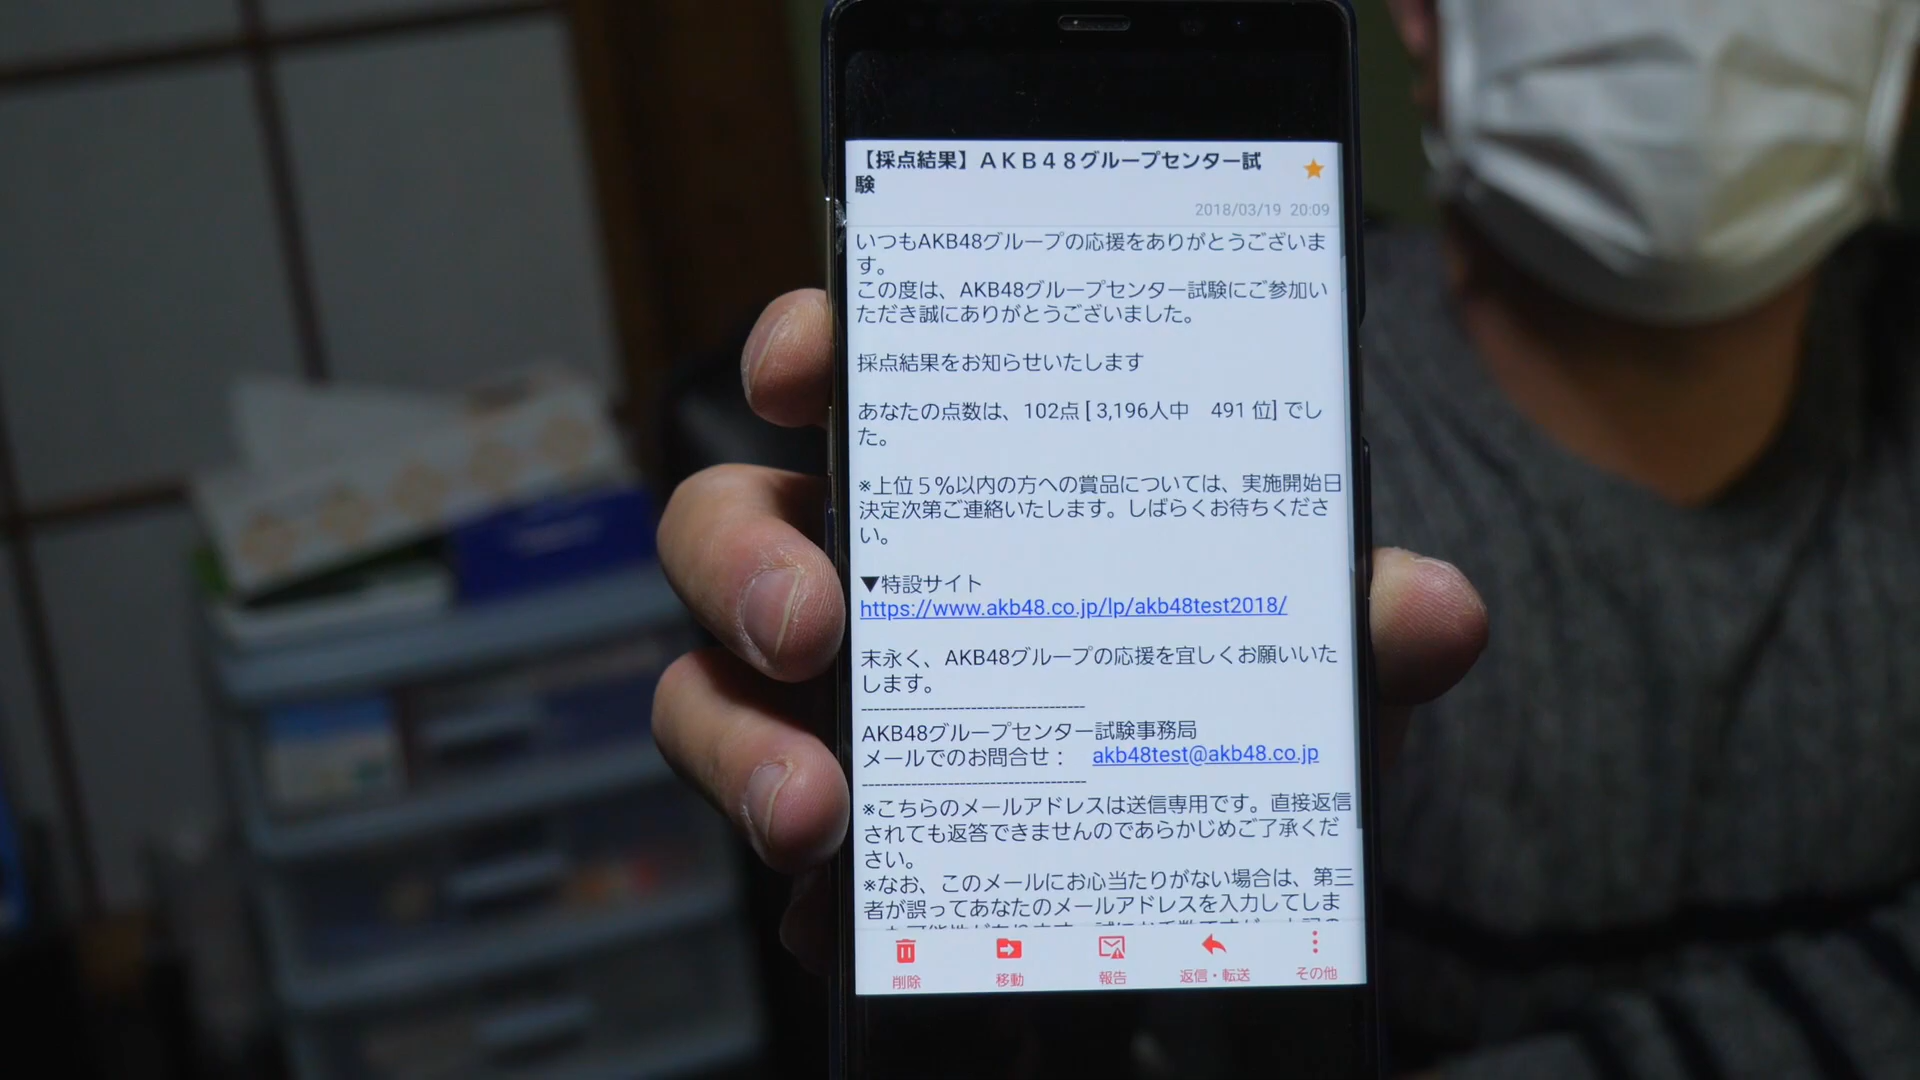 【採点結果】ＡＫＢ４８グループセンター試
験
2018/03/19 20:09
いつもAKB48グループの応援をありがとうございま
す。
この度は、AKB48グループセンター試験にご参加い
ただき誠にありがとうございました。
採点結果をお知らせいたします
あなたの点数は、102点 [ 3,196人中　491 位] でし
た。
※上位５％以内の方への賞品については、実施開始日
決定次第ご連絡いたします。しばらくお待ちくださ
い。
▼特設サイト
https://www.akb48.co.jp/lp/akb48test2018/
末永く、AKB48グループの応援を宜しくお願いいた
します。
-----------------------------------
AKB48グループセンター試験事務局
メールでのお問合せ： akb48test@akb48.co.jp
-----------------------------------
※こちらのメールアドレスは送信専用です。直接返信
されても返答できませんのであらかじめご了承くだ
さい。
※なお、このメールにお心当たりがない場合は、第三
者が誤ってあなたのメールアドレスを入力してしま
削除
移動
報告
返信・転送
その他